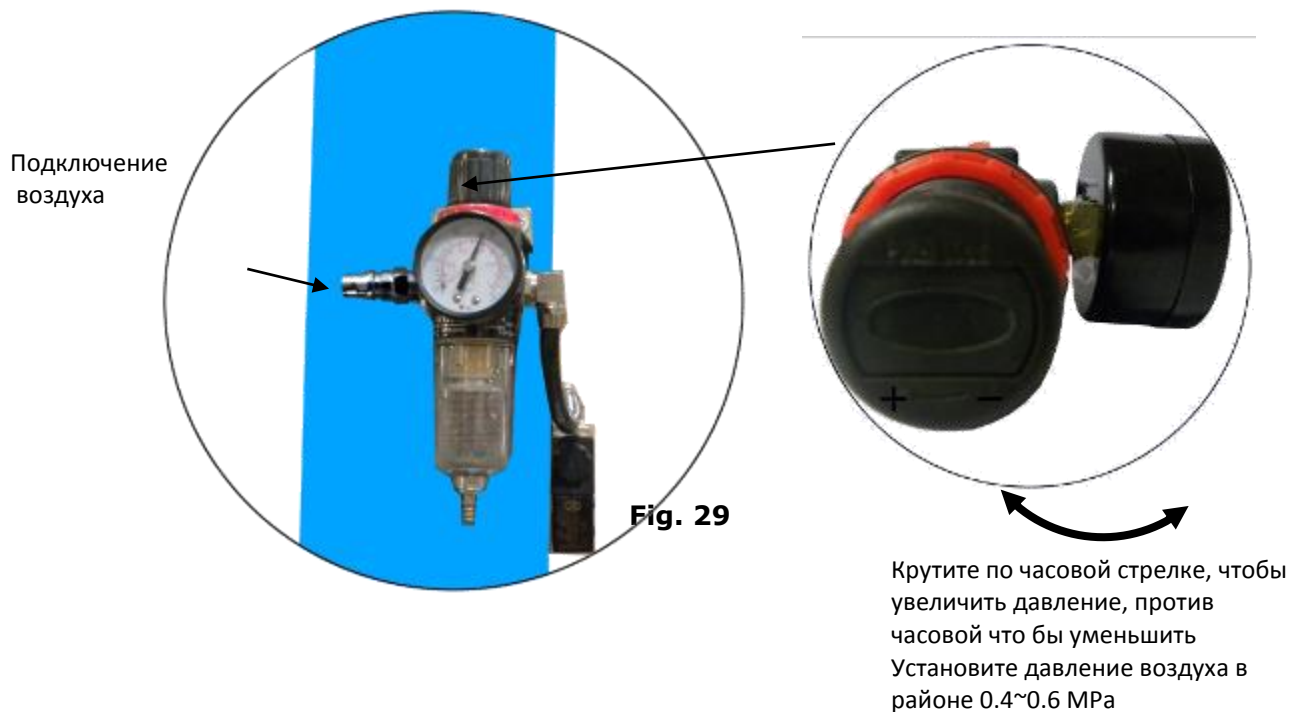 Подключение
воздуха
Fig. 29
+ −
Крутите по часовой стрелке, чтобы
увеличить давление, против
часовой что бы уменьшить
Установите давление воздуха в
районе 0.4~0.6 MPa